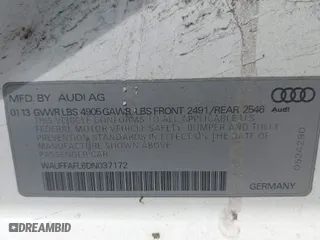 MFD BY AUDI AG
01.13 GVWR LBS 4905 GAWR LBS FRONT 2491/REAR 2546
THIS VEHICLE CONFORMS TO ALL APPLICABLE
FEDERAL MOTOR VEHICLE SAFETY, BUMPER AND THEFT
PREVENTION STANDARDS IN EFFECT ON THE DATE OF
MANUFACTURE SHOWN ABOVE.
PASSENGER CAR
WAUFFAFL6DN037172
GERMANY
Audi
DRIVERDOME